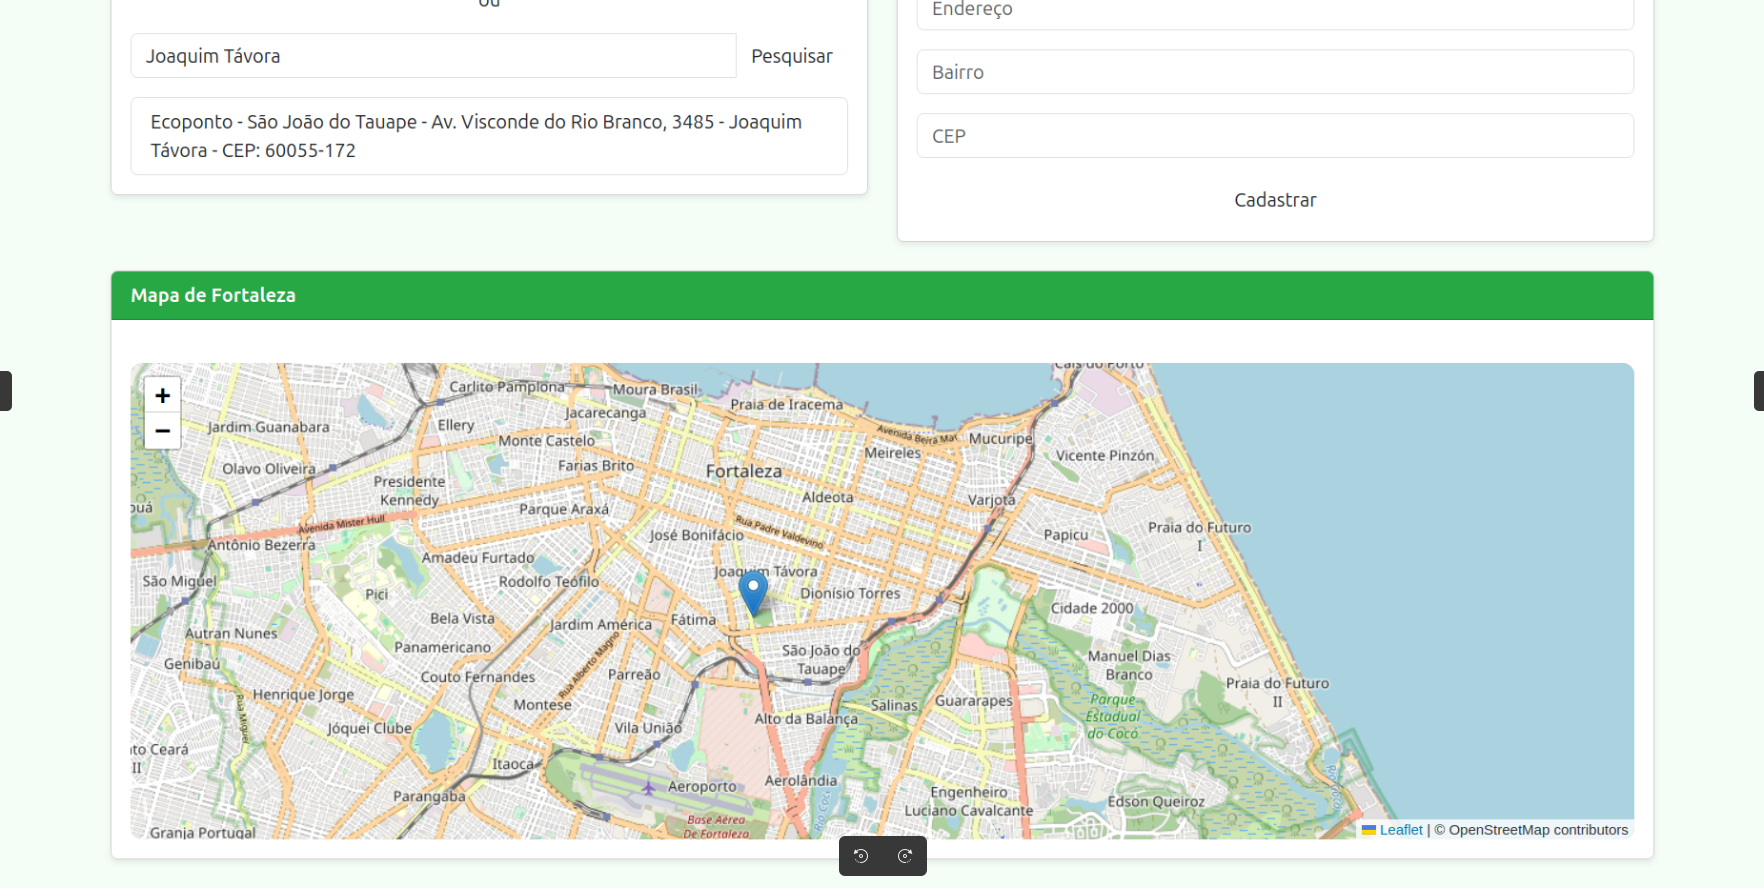 ou
Joaquim Távora
Pesquisar
Ecoponto - São João do Tauape - Av. Visconde do Rio Branco, 3485 - Joaquim
Távora - CEP: 60055-172
Endereço
Bairro
CEP
Cadastrar
Mapa de Fortaleza
+
−
Carlito Pamplona
Moura Brasil
Cais do Porto
Jacarecanga
Praia de Iracema
Jardim Guanabara
Ellery
Monte Castelo
Avenida Beira Mar
Mucuripe
Meireles
Vicente Pinzón
Olavo Oliveira
Farias Brito
Fortaleza
Presidente
Kennedy
Aldeota
Varjota
Parque Araxá
Avenida Mister Hull
Rua Padre Valdevino
Praia do Futuro
I
José Bonifácio
Papicu
Antônio Bezerra
Amadeu Furtado
Joaquim Távora
São Miguel
Rodolfo Teófilo
Pici
Dionísio Torres
Cidade 2000
Bela Vista
Jardim América
Fátima
Autran Nunes
Panamericano
São João do
Tauape
Manuel Dias
Branco
Genibaú
Rua Alberto Magno
Couto Fernandes
Parreão
Praia do Futuro
II
Henrique Jorge
Montese
Salinas
Guararapes
Parque
Estadual
do Cocó
Jóquei Clube
Vila União
Alto da Balança
Itaoca
Aeroporto
Aerolândia
Parangaba
Engenheiro
Luciano Cavalcante
Edson Queiroz
Base Aérea
De Fortaleza
Granja Portugal
Leaflet | © OpenStreetMap contributors